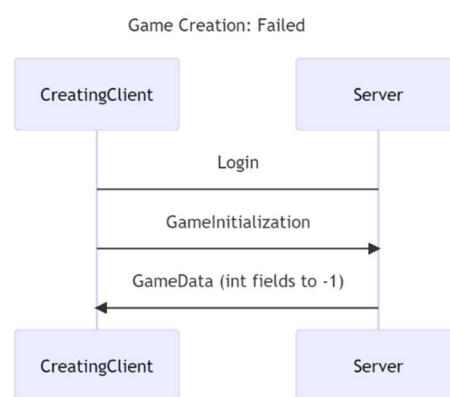 Game Creation: Failed
CreatingClient Server
Login
GameInitialization
GameData (int fields to -1)
CreatingClient Server